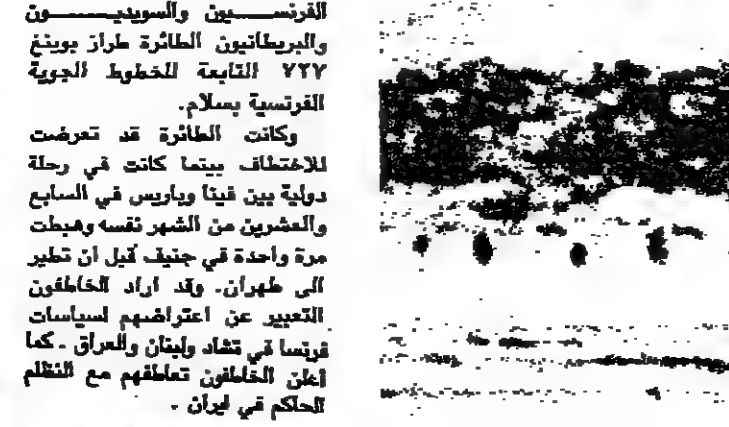 الفرنسـيون والسويديـون
والبريطانيون الطائرة طراز بوينغ
٧٢٧ التابعة للخطوط الجوية
الفرنسية بسلام.
وكانت الطائرة قد تعرضت
للاختطاف بينما كانت في رحلة
دولية بين فينا وباريس في السابع
والعشرين من الشهر نفسه وهبطت
مرة واحدة في جنيف قبل ان تطير
الى طهران. وقد اراد الخاطفون
التعبير عن اعتراضهم لسياسات
فرنسا في تشاد ولبنان والعراق . كما
اعلن الخاطفون تعاطفهم مع النظام
الحاكم في ايران .